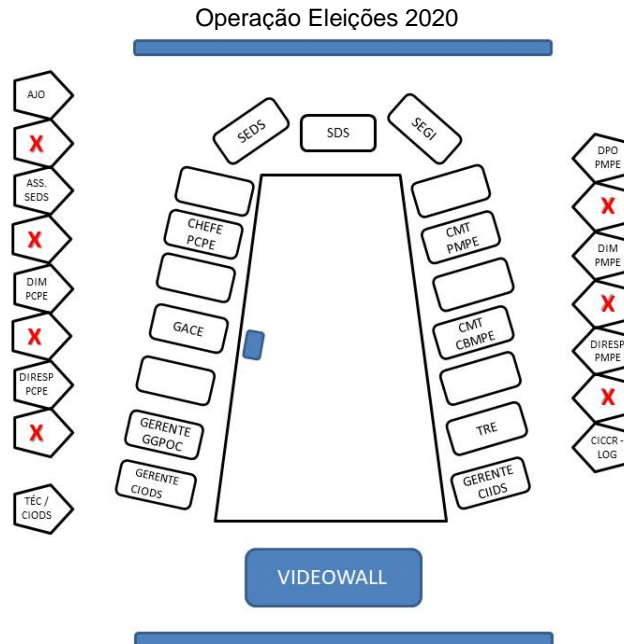 Operação Eleições 2020
AJO
X
ASS.
SEDS
X
DIM
PCPE
X
DIRESP
PCPE
X
TÉC /
CIODS
SEDS
SDS
SEGI
CHEFE
PCPE
GACE
GERENTE
GGPOC
GERENTE
CIODS
CMT
PMPE
CMT
CBMPE
TRE
GERENTE
CIIDS
DPO
PMPE
X
DIM
PMPE
X
DIRESP
PMPE
X
CICCR -
LOG
VIDEOWALL